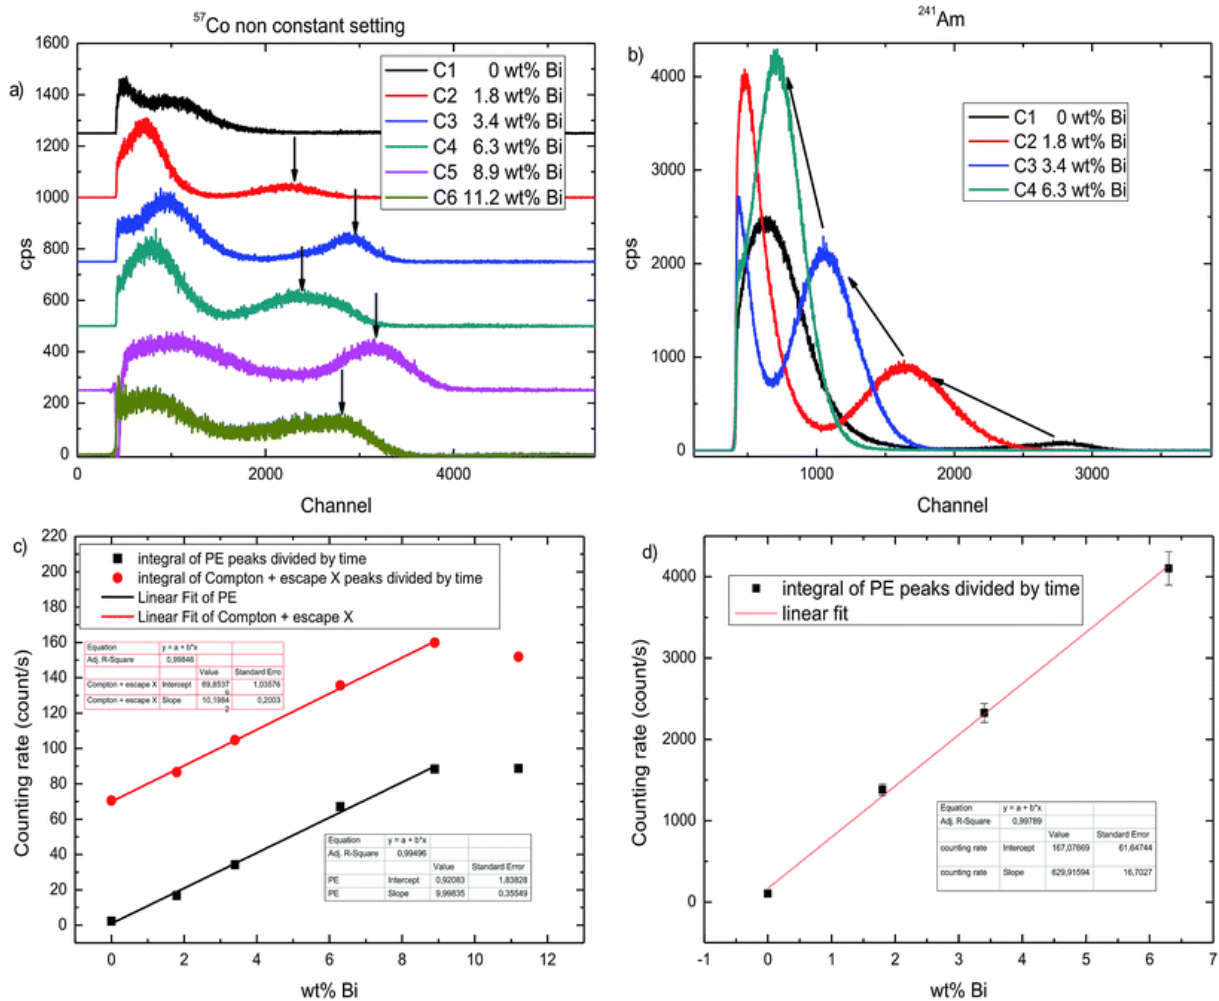 ⁵⁷Co non constant setting
a)
1600
1400
1200
1000
800
600
400
200
0
cps
C1 0 wt% Bi
C2 1.8 wt% Bi
C3 3.4 wt% Bi
C4 6.3 wt% Bi
C5 8.9 wt% Bi
C6 11.2 wt% Bi
0 2000 4000
Channel
²⁴¹Am
b)
4000
3000
2000
1000
0
cps
C1 0 wt% Bi
C2 1.8 wt% Bi
C3 3.4 wt% Bi
C4 6.3 wt% Bi
1000 2000 3000
Channel
c)
220
200
180
160
140
120
100
80
60
40
20
0
Counting rate (count/s)
integral of PE peaks divided by time
integral of Compton + escape X peaks divided by time
Linear Fit of PE
Linear Fit of Compton + escape X
Equation y = a + b*x
Adj. R-Square 0,99846
Value Standard Erro
Compton + escape X Intercept 69,8537 1,03576
Compton + escape X Slope 10,1984 0,2003
2
Equation y = a + b*x
Adj. R-Square 0,99496
Value Standard Error
PE Intercept 0,92083 1,83828
PE Slope 9,99835 0,35549
0 2 4 6 8 10 12
wt% Bi
d)
4000
3000
2000
1000
0
Counting rate (count/s)
integral of PE peaks divided by time
linear fit
Equation y = a + b*x
Adj. R-Square 0,99789
Value Standard Error
counting rate Intercept 167,07669 61,64744
counting rate Slope 629,91594 16,7027
-1 0 1 2 3 4 5 6 7
wt% Bi